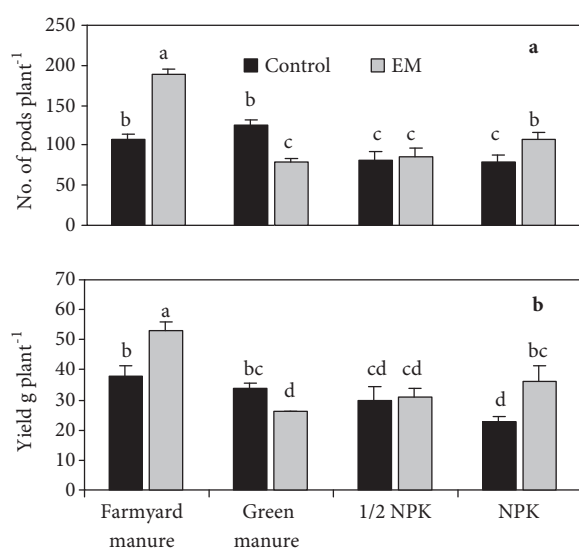 No. of pods plant⁻¹
250
200
150
100
50
0
Control
EM
a
b
a
b
c
c
c
c
b
Yield g plant⁻¹
70
60
50
40
30
20
10
0
b
b
a
bc
d
cd
cd
d
bc
Farmyard manure
Green manure
1/2 NPK
NPK